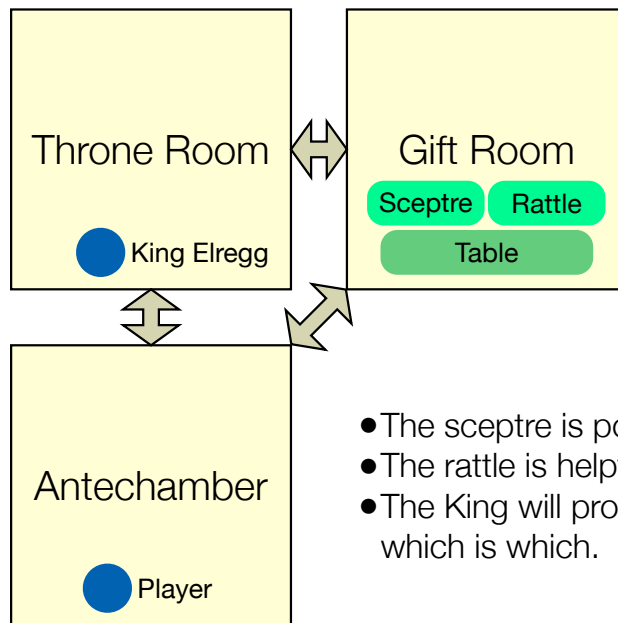 Throne Room
Gift Room
Sceptre
Rattle
Table
King Elregg
Antechamber
Player
•The sceptre is
•The rattle is
•The King will
which is which.